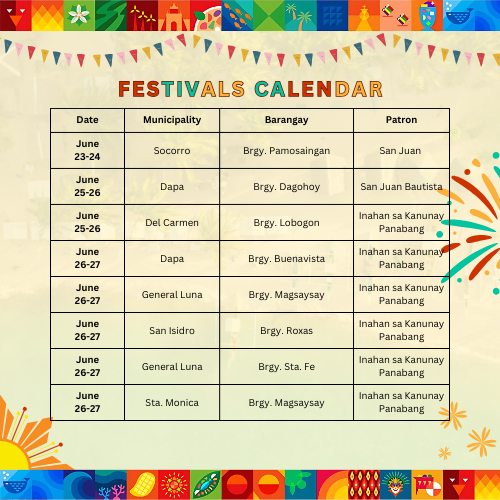 FESTIVALS CALENDAR
Date Municipality Barangay Patron
June
23-24 Socorro Brgy. Pamosaingan San Juan
June
25-26 Dapa Brgy. Dagohoy San Juan Bautista
June
25-26 Del Carmen Brgy. Lobogon Inahan sa Kanunay
Panabang
June
26-27 Dapa Brgy. Buenavista Inahan sa Kanunay
Panabang
June
26-27 General Luna Brgy. Magsaysay Inahan sa Kanunay
Panabang
June
26-27 San Isidro Brgy. Roxas Inahan sa Kanunay
Panabang
June
26-27 General Luna Brgy. Sta. Fe Inahan sa Kanunay
Panabang
June
26-27 Sta. Monica Brgy. Magsaysay Inahan sa Kanunay
Panabang